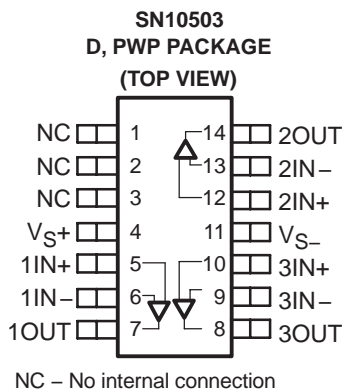 SN10503
D, PWP PACKAGE
(TOP VIEW)
NC 1 14 2OUT
NC 2 13 2IN−
NC 3 12 2IN+
VS+ 4 11 VS−
1IN+ 5 10 3IN+
1IN− 6 9 3IN−
1OUT 7 8 3OUT
NC − No internal connection